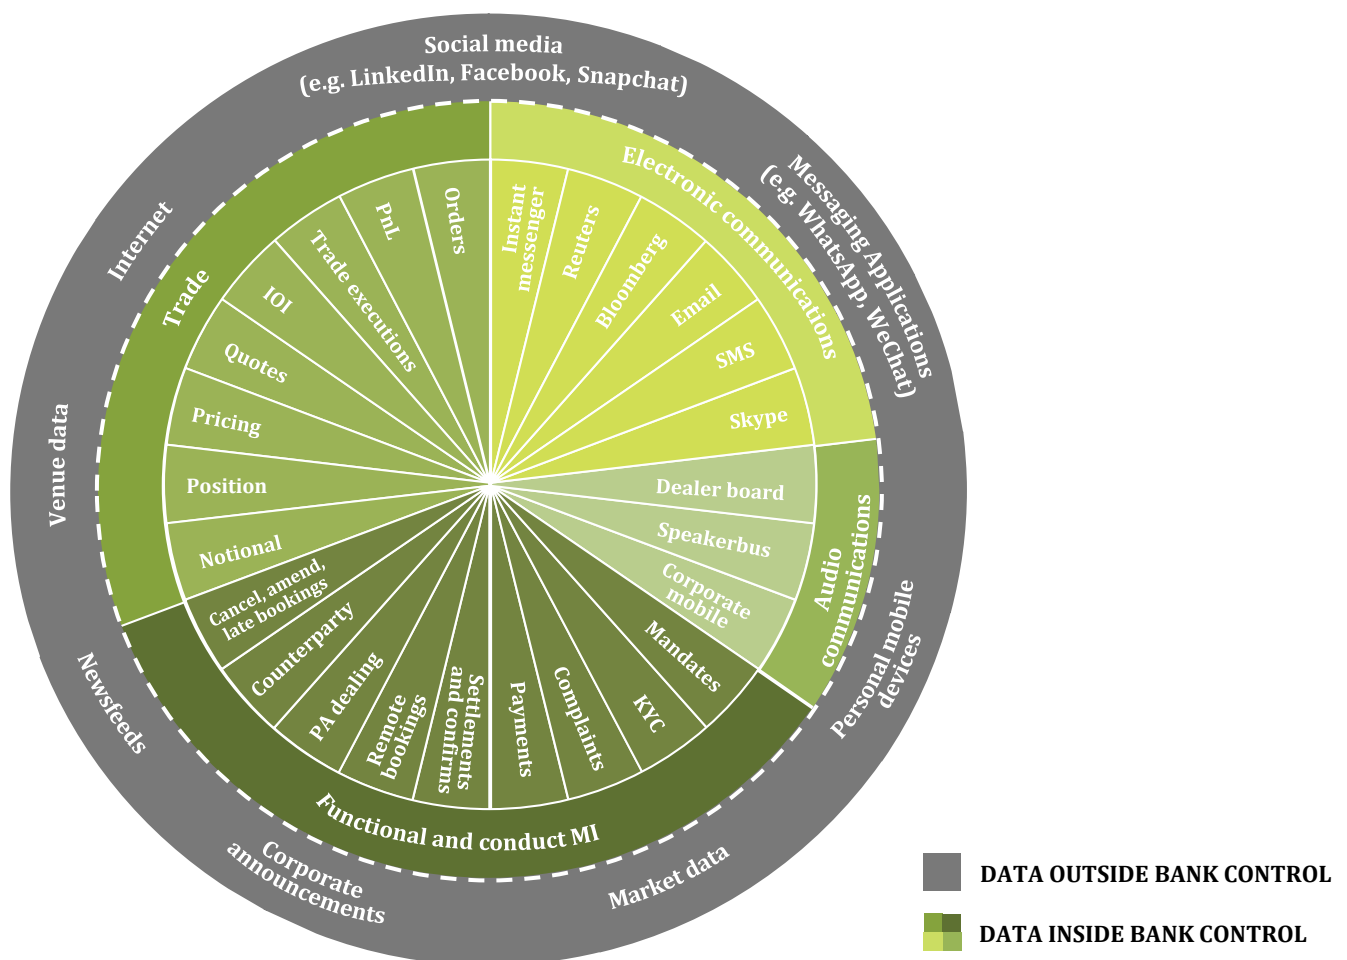 Social media
(e.g. LinkedIn, Facebook, Snapchat)
Messaging Applications
(e.g. WhatsApp, WeChat)
Personal mobile
devices
Market data
Corporate
announcements
Newsfeeds
Venue data
Internet
Electronic communications
Instant
messenger
Reuters
Bloomberg
Email
SMS
Skype
Audio
communications
Dealer board
Speakerbus
Corporate
mobile
Functional and conduct MI
Mandates
KYC
Complaints
Payments
Settlements
and confirms
Remote
bookings
PA dealing
Counterparty
Cancel, amend,
late bookings
Trade
Notional
Position
Pricing
Quotes
IOI
Trade executions
PnL
Orders
DATA OUTSIDE BANK CONTROL
DATA INSIDE BANK CONTROL